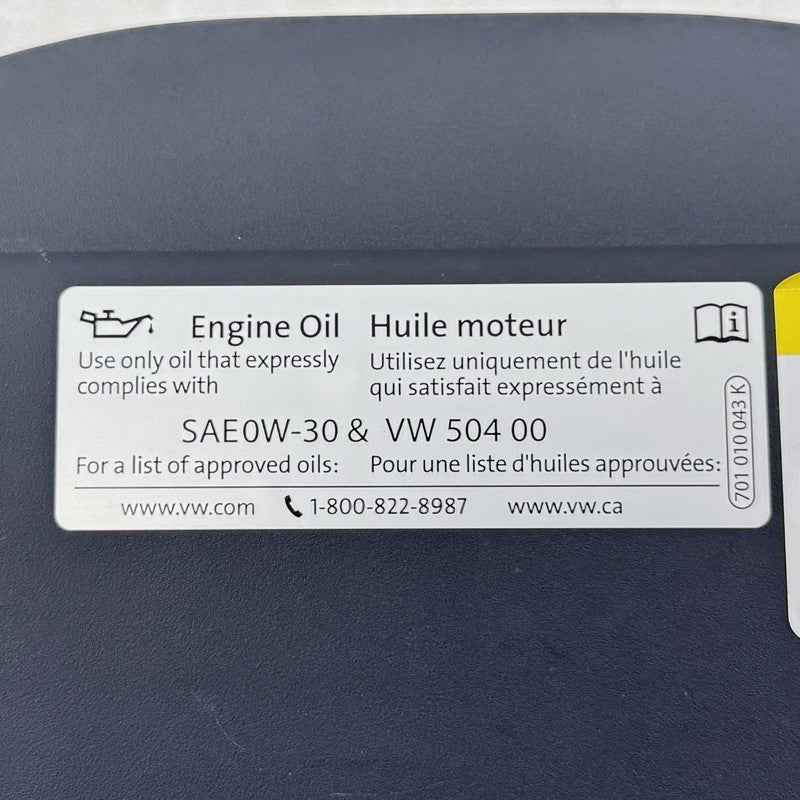 Engine Oil Huile moteur
Use only oil that expressly
complies with
Utilisez uniquement de l'huile
qui satisfait expressément à
SAE0W-30 & VW 504 00
For a list of approved oils: Pour une liste d'huiles approuvées:
www.vw.com 1-800-822-8987 www.vw.ca
701 010 043 K